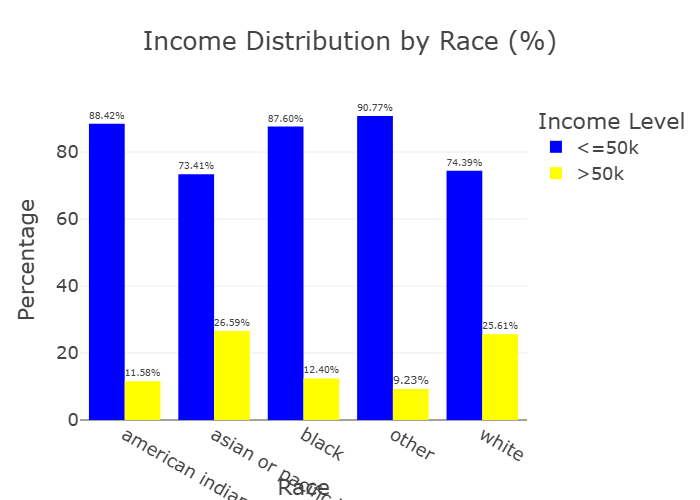 Income Distribution by Race (%)
Income Level
<=50k
>50k
Percentage
80
60
40
20
0
88.42%
11.58%
73.41%
26.59%
87.60%
12.40%
90.77%
9.23%
74.39%
25.61%
american indian
asian or
black
other
white
Race